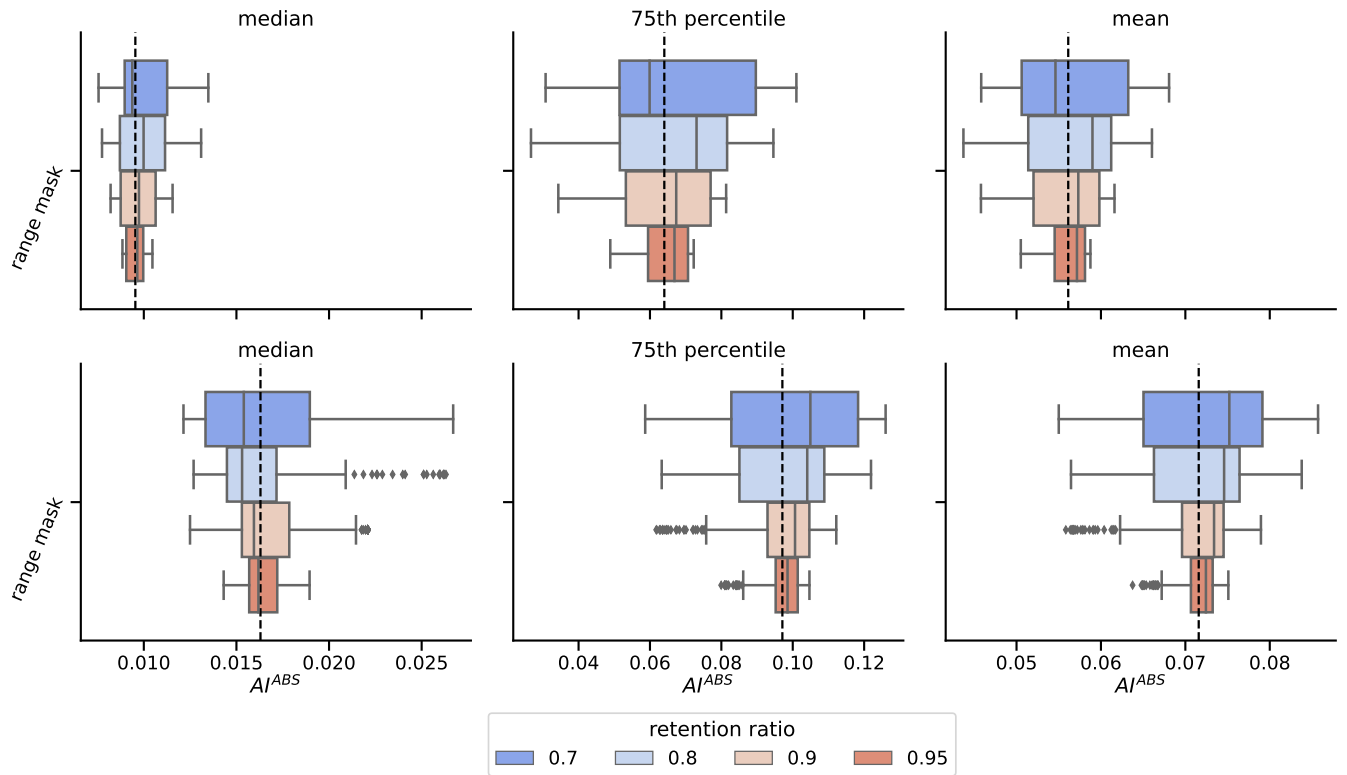 median 75th percentile mean
range mask
median 75th percentile mean
range mask
0.010 0.015 0.020 0.025 0.04 0.06 0.08 0.10 0.12 0.05 0.06 0.07 0.08
AI^ABS AI^ABS AI^ABS
retention ratio
0.7 0.8 0.9 0.95